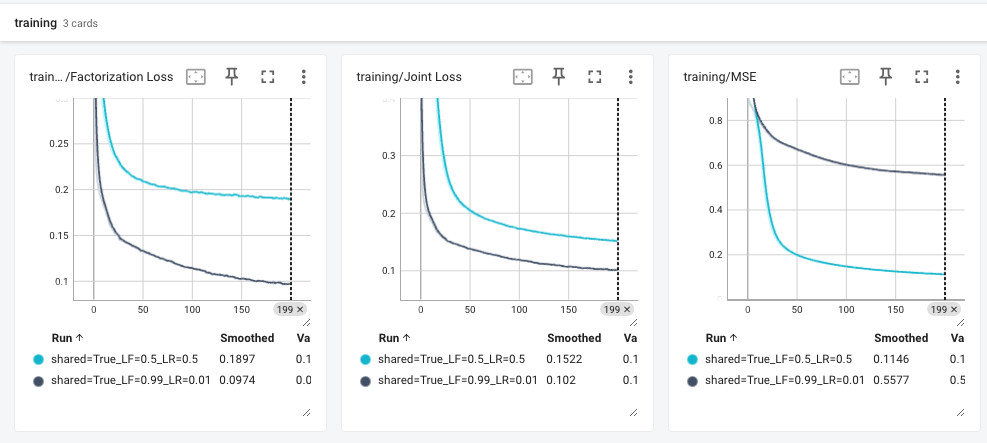 training 3 cards
train… /Factorization Loss
0.25
0.2
0.15
0.1
0 50 100 150 199 ×
Run ↑ Smoothed Va
shared=True_LF=0.5_LR=0.5 0.1897 0.1
shared=True_LF=0.99_LR=0.01 0.0974 0.0
training/Joint Loss
0.3
0.2
0.1
0 50 100 150 199 ×
Run ↑ Smoothed Va
shared=True_LF=0.5_LR=0.5 0.1522 0.1
shared=True_LF=0.99_LR=0.01 0.102 0.1
training/MSE
0.8
0.6
0.4
0.2
0 50 100 150 199 ×
Run ↑ Smoothed Va
shared=True_LF=0.5_LR=0.5 0.1146 0.1
shared=True_LF=0.99_LR=0.01 0.5577 0.5